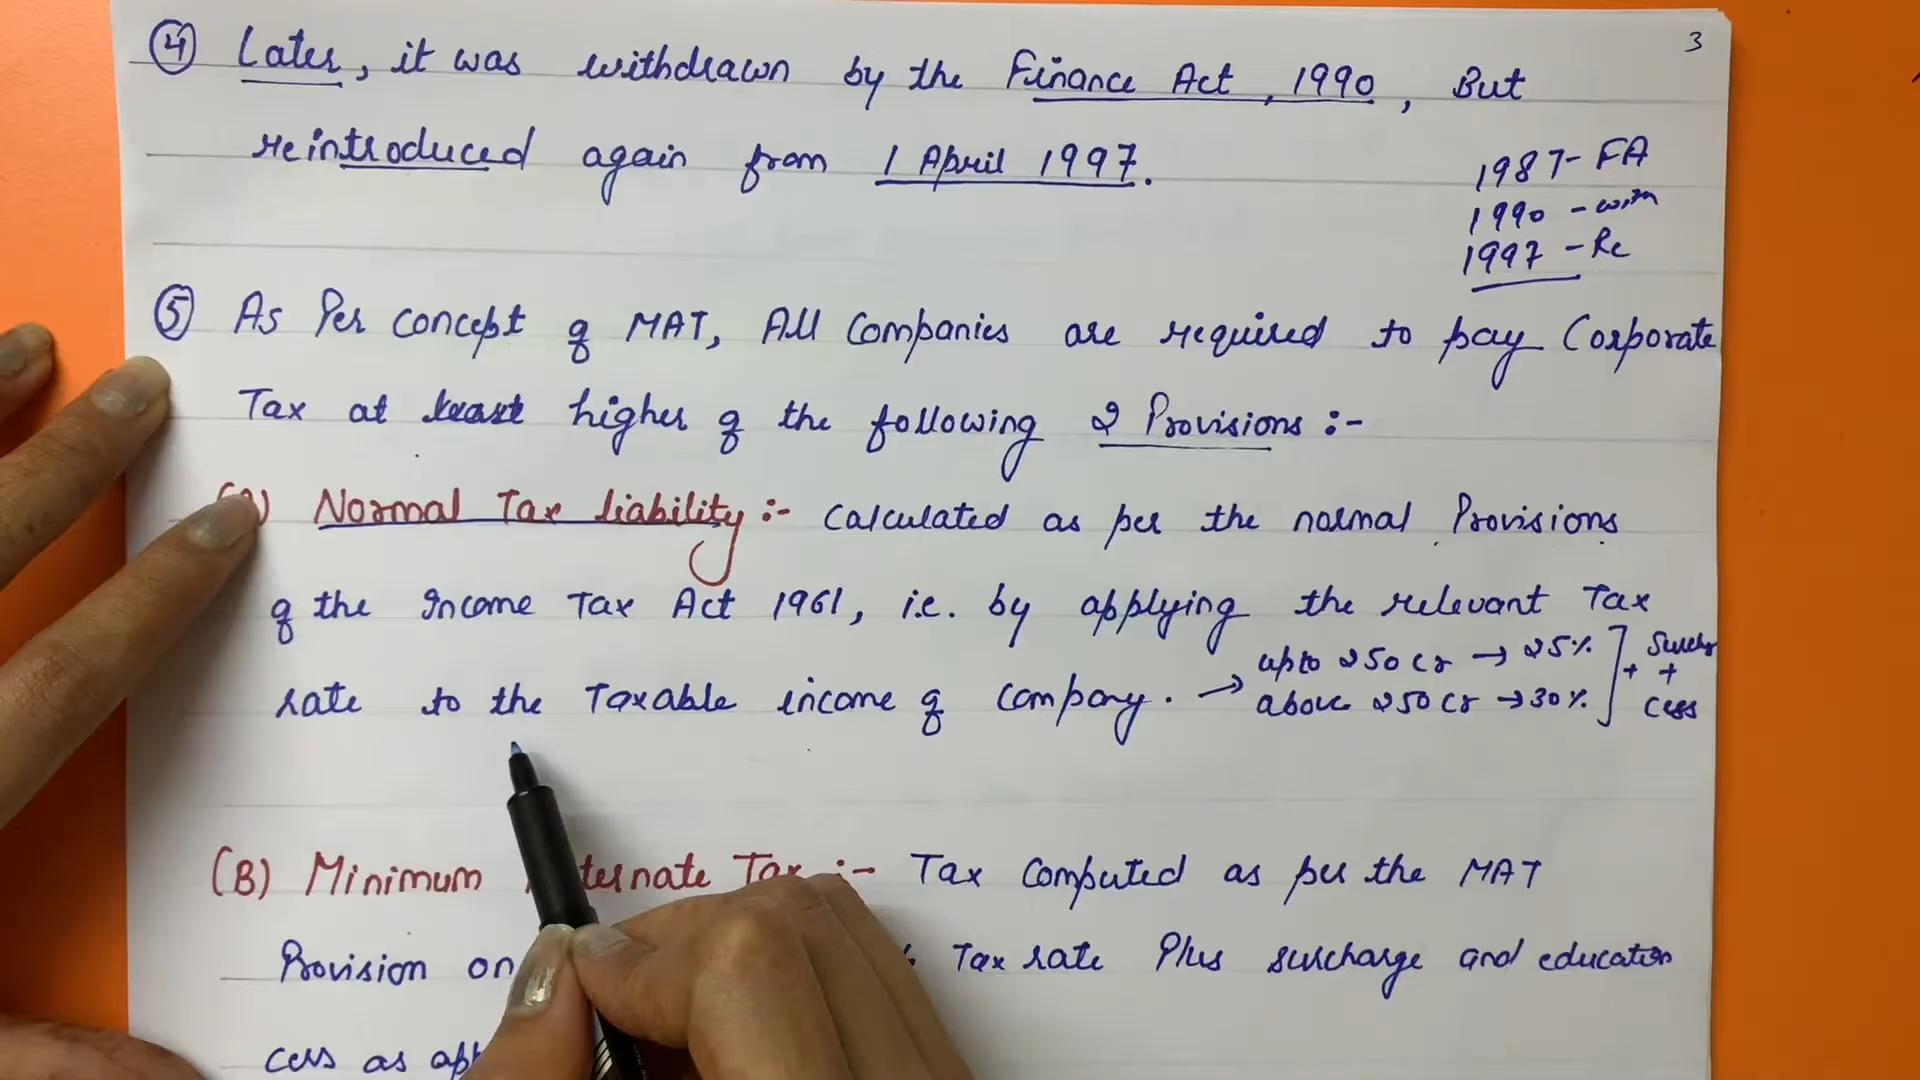 3
④ Later, it was withdrawn by the Finance Act, 1990, But
reintroduced again from 1 April 1997.
1987- FA
1990 - with
1997 - Re
⑤ As Per concept of MAT, All Companies are required to pay Corporate
Tax at least higher of the following 2 Provisions :-
Normal Tax liability :- Calculated as per the normal Provisions
of the Income Tax Act 1961, i.e. by applying the relevant Tax
rate to the Taxable income of Company. →
upto 250 cr → 25%
above 250 cr → 30%
+ Surchr
+
Cess
(B) Minimum ternate Tax :- Tax Computed as per the MAT
Provision on Tax rate Plus surcharge and education
cess as app